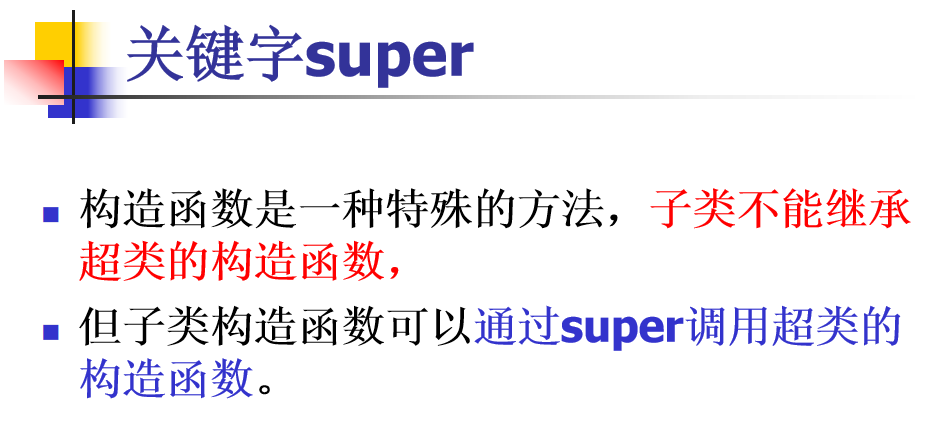 关键字super
构造函数是一种特殊的方法，子类不能继承
超类的构造函数，
但子类构造函数可以通过super调用超类的
构造函数。